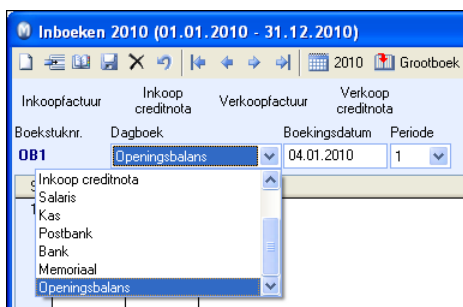 Inboeken 2010 (01.01.2010 - 31.12.2010)
2010 Grootboek
Inkoopfactuur Inkoop creditnota Verkoopfactuur Verkoop creditnota
Boekstuknr. Dagboek Boekingsdatum Periode
OB1 Openingsbalans 04.01.2010 1
Inkoop creditnota
Salaris
Kas
Postbank
Bank
Memoriaal
Openingsbalans